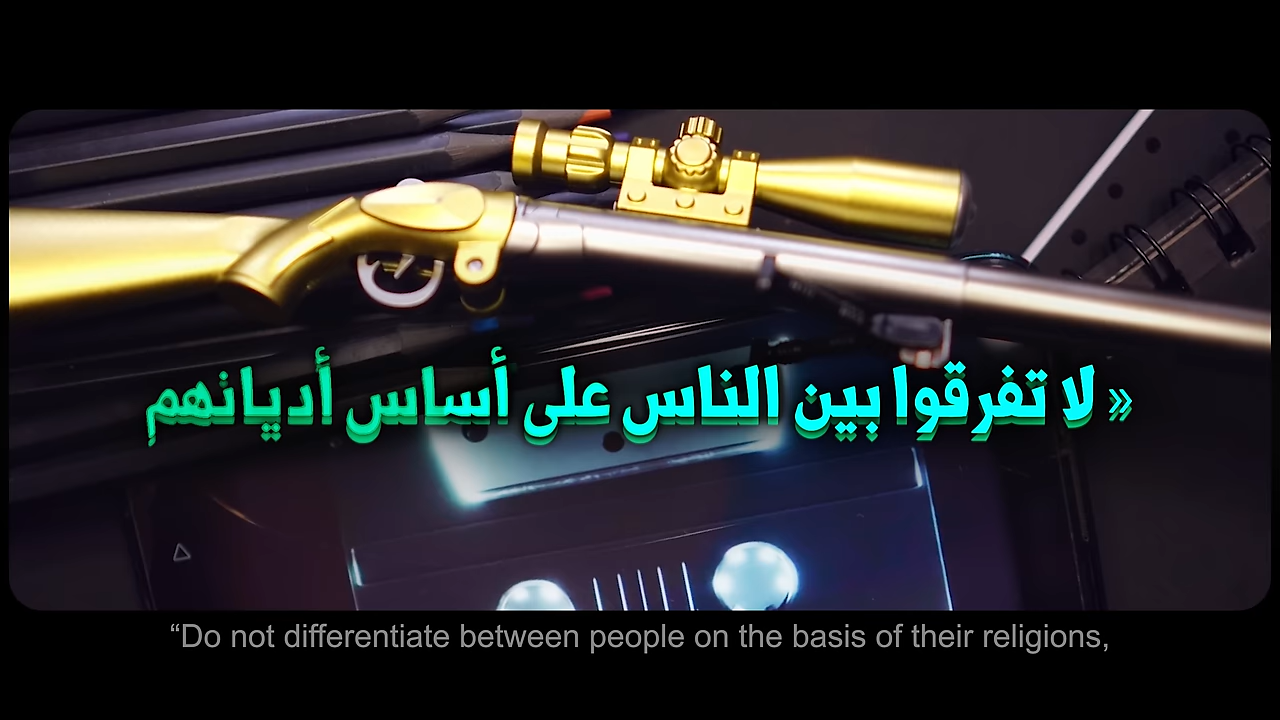 « لا تفرقوا بين الناس على أساس أديانهم
“Do not differentiate between people on the basis of their religions,